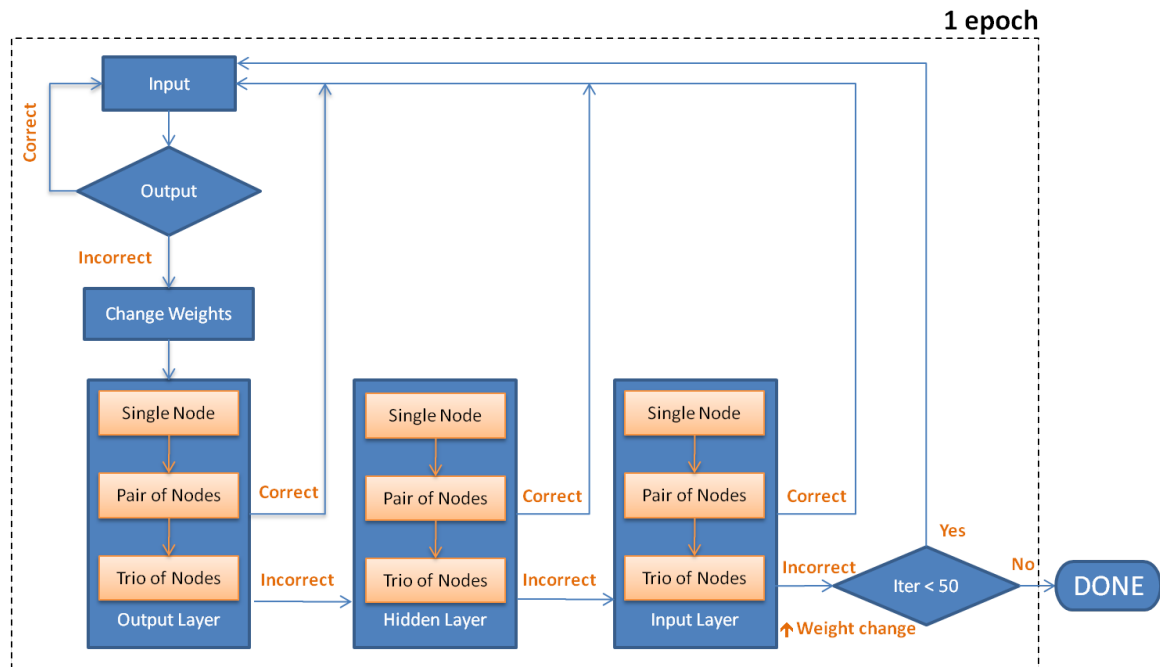 1 epoch
Input
Correct
Output
Incorrect
Change Weights
Single Node
Pair of Nodes
Trio of Nodes
Output Layer
Correct
Incorrect
Single Node
Pair of Nodes
Trio of Nodes
Hidden Layer
Correct
Incorrect
Single Node
Pair of Nodes
Trio of Nodes
Input Layer
Correct
Incorrect
Weight change
Iter < 50
Yes
No
DONE